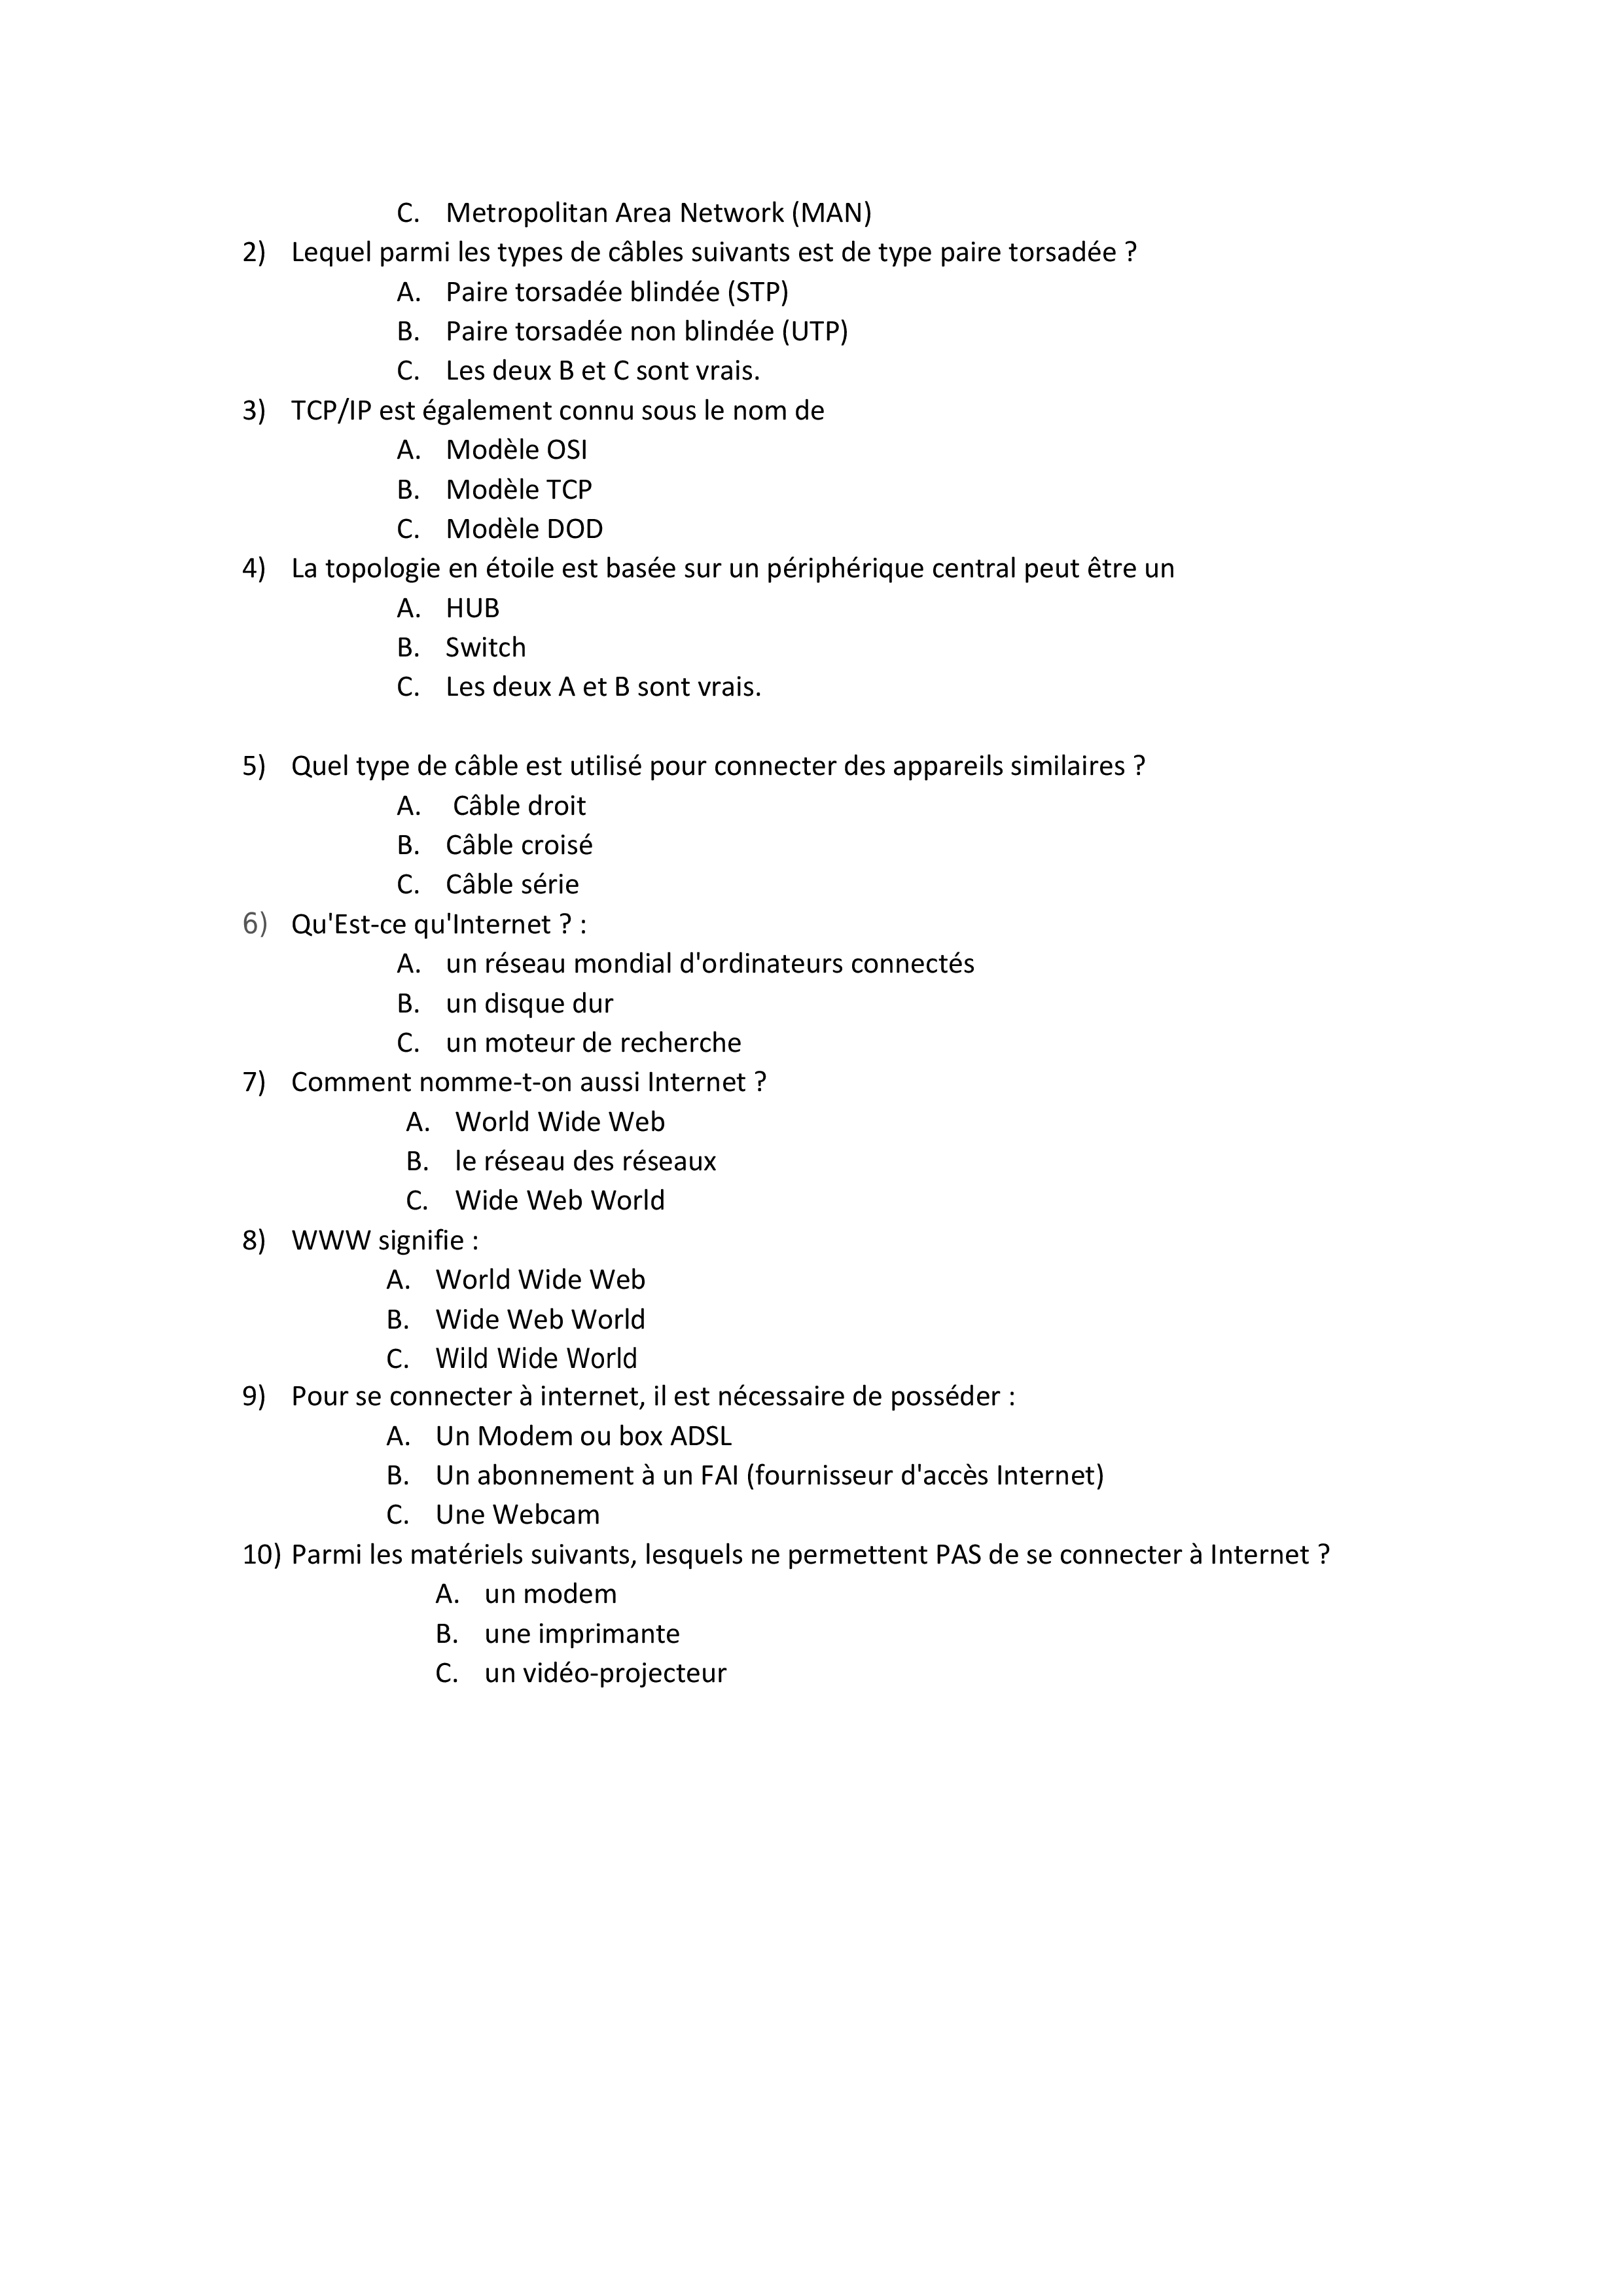 C. Metropolitan Area Network (MAN)
2) Lequel parmi les types de câbles suivants est de type paire torsadée ?
A. Paire torsadée blindée (STP)
B. Paire torsadée non blindée (UTP)
C. Les deux B et C sont vrais.
3) TCP/IP est également connu sous le nom de
A. Modèle OSI
B. Modèle TCP
C. Modèle DOD
4) La topologie en étoile est basée sur un périphérique central peut être un
A. HUB
B. Switch
C. Les deux A et B sont vrais.
5) Quel type de câble est utilisé pour connecter des appareils similaires ?
A. Câble droit
B. Câble croisé
C. Câble série
6) Qu'Est-ce qu'Internet ? :
A. un réseau mondial d'ordinateurs connectés
B. un disque dur
C. un moteur de recherche
7) Comment nomme-t-on aussi Internet ?
A. World Wide Web
B. le réseau des réseaux
C. Wide Web World
8) WWW signifie :
A. World Wide Web
B. Wide Web World
C. Wild Wide World
9) Pour se connecter à internet, il est nécessaire de posséder :
A. Un Modem ou box ADSL
B. Un abonnement à un FAI (fournisseur d'accès Internet)
C. Une Webcam
10) Parmi les matériels suivants, lesquels ne permettent PAS de se connecter à Internet ?
A. un modem
B. une imprimante
C. un vidéo-projecteur